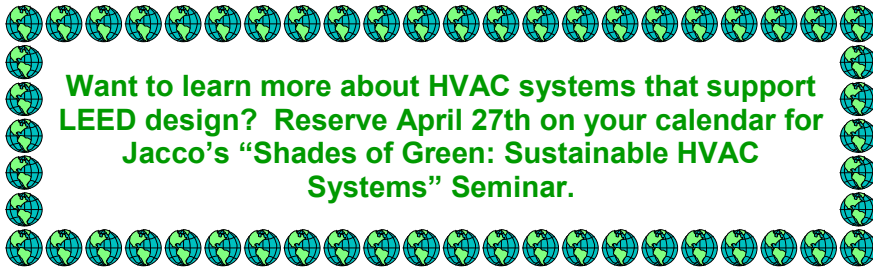 Want to learn more about HVAC systems that support
LEED design?  Reserve April 27th on your calendar for
Jacco’s “Shades of Green: Sustainable HVAC
Systems” Seminar.